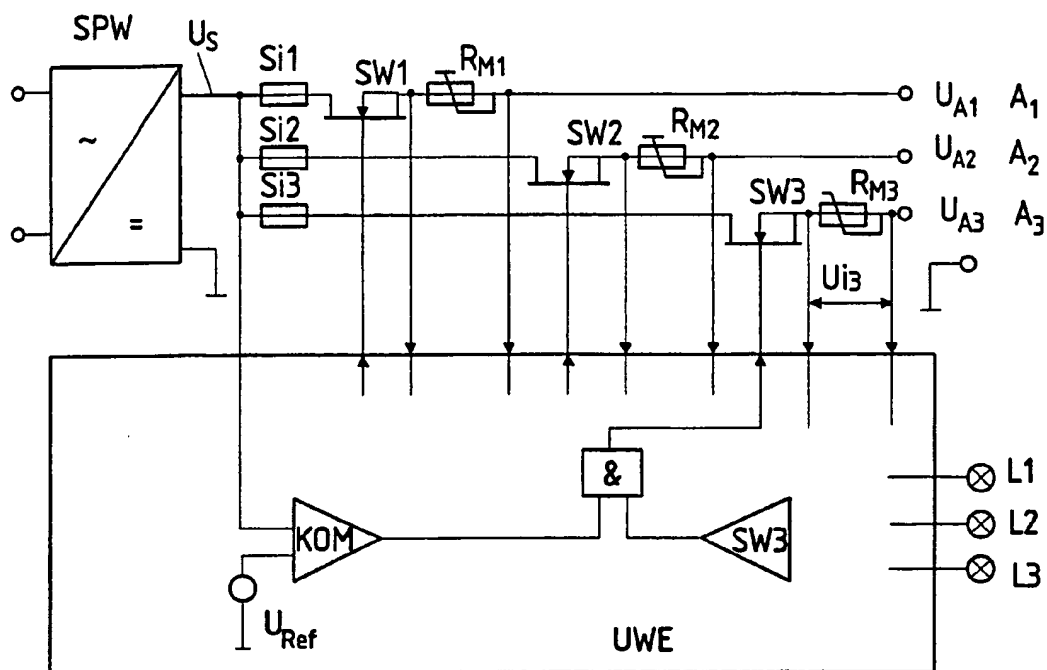 SPW
U_S
Si1
SW1
R_M1
U_A1 A_1
Si2
SW2
R_M2
U_A2 A_2
Si3
SW3
R_M3
U_A3 A_3
~
=
Ui3
&
KOM
SW3
L1
L2
L3
U_Ref
UWE